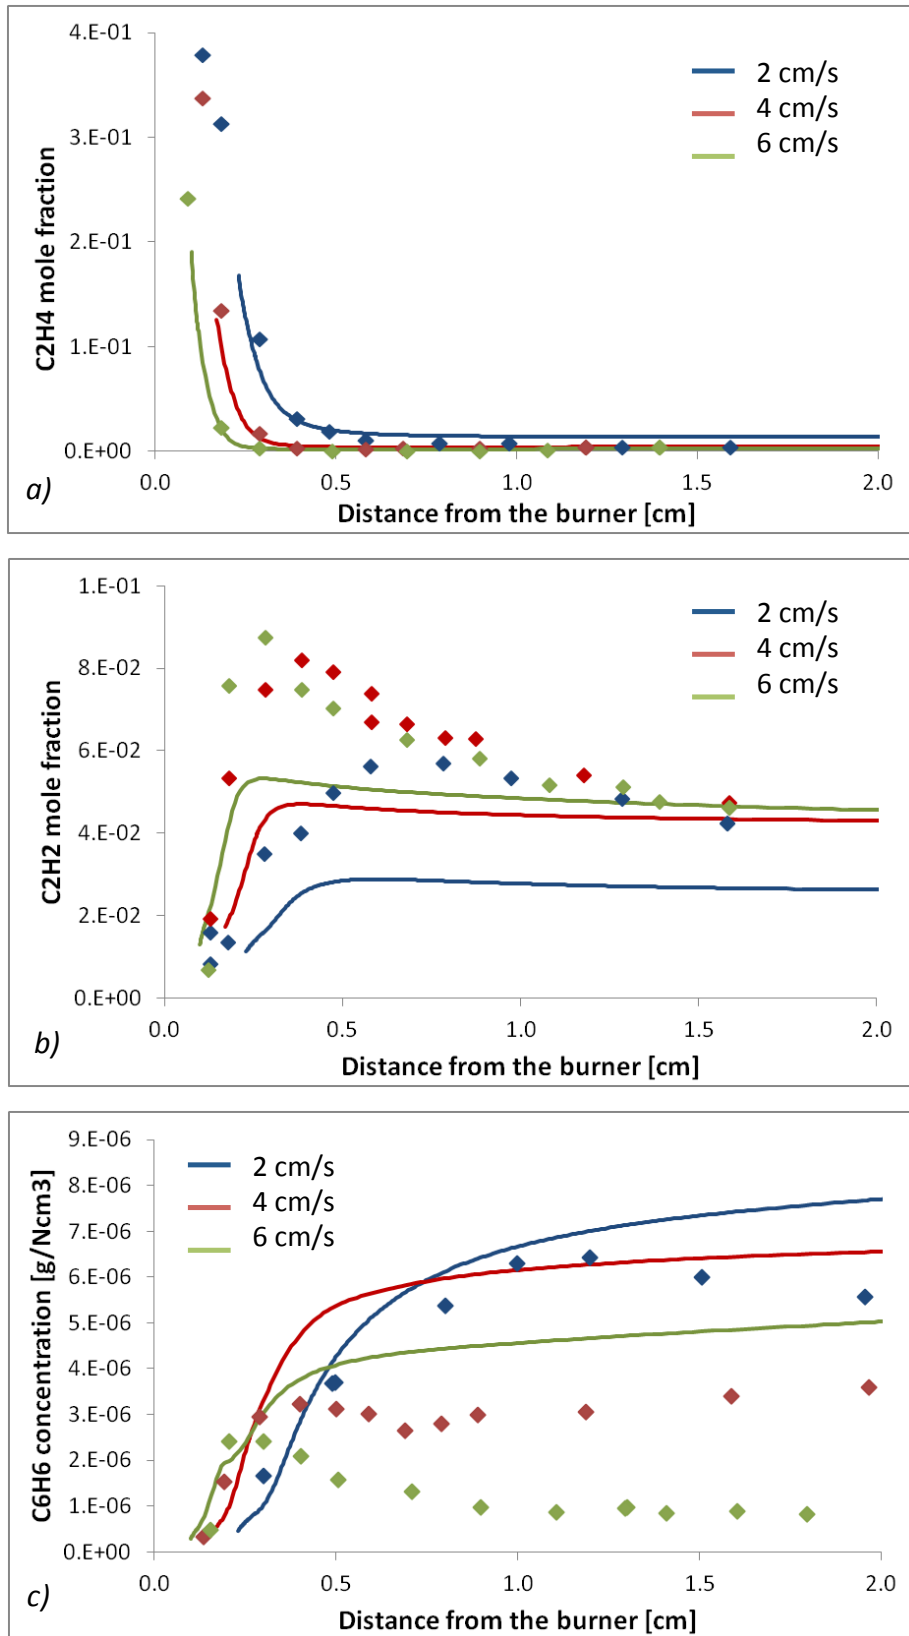 4.E-01
3.E-01
2.E-01
1.E-01
0.E+00
C2H4 mole fraction
2 cm/s
4 cm/s
6 cm/s
0.0 0.5 1.0 1.5 2.0
Distance from the burner [cm]
a)
1.E-01
8.E-02
6.E-02
4.E-02
2.E-02
0.E+00
C2H2 mole fraction
2 cm/s
4 cm/s
6 cm/s
0.0 0.5 1.0 1.5 2.0
Distance from the burner [cm]
b)
9.E-06
8.E-06
7.E-06
6.E-06
5.E-06
4.E-06
3.E-06
2.E-06
1.E-06
0.E+00
C6H6 concentration [g/Ncm3]
2 cm/s
4 cm/s
6 cm/s
0.0 0.5 1.0 1.5 2.0
Distance from the burner [cm]
c)